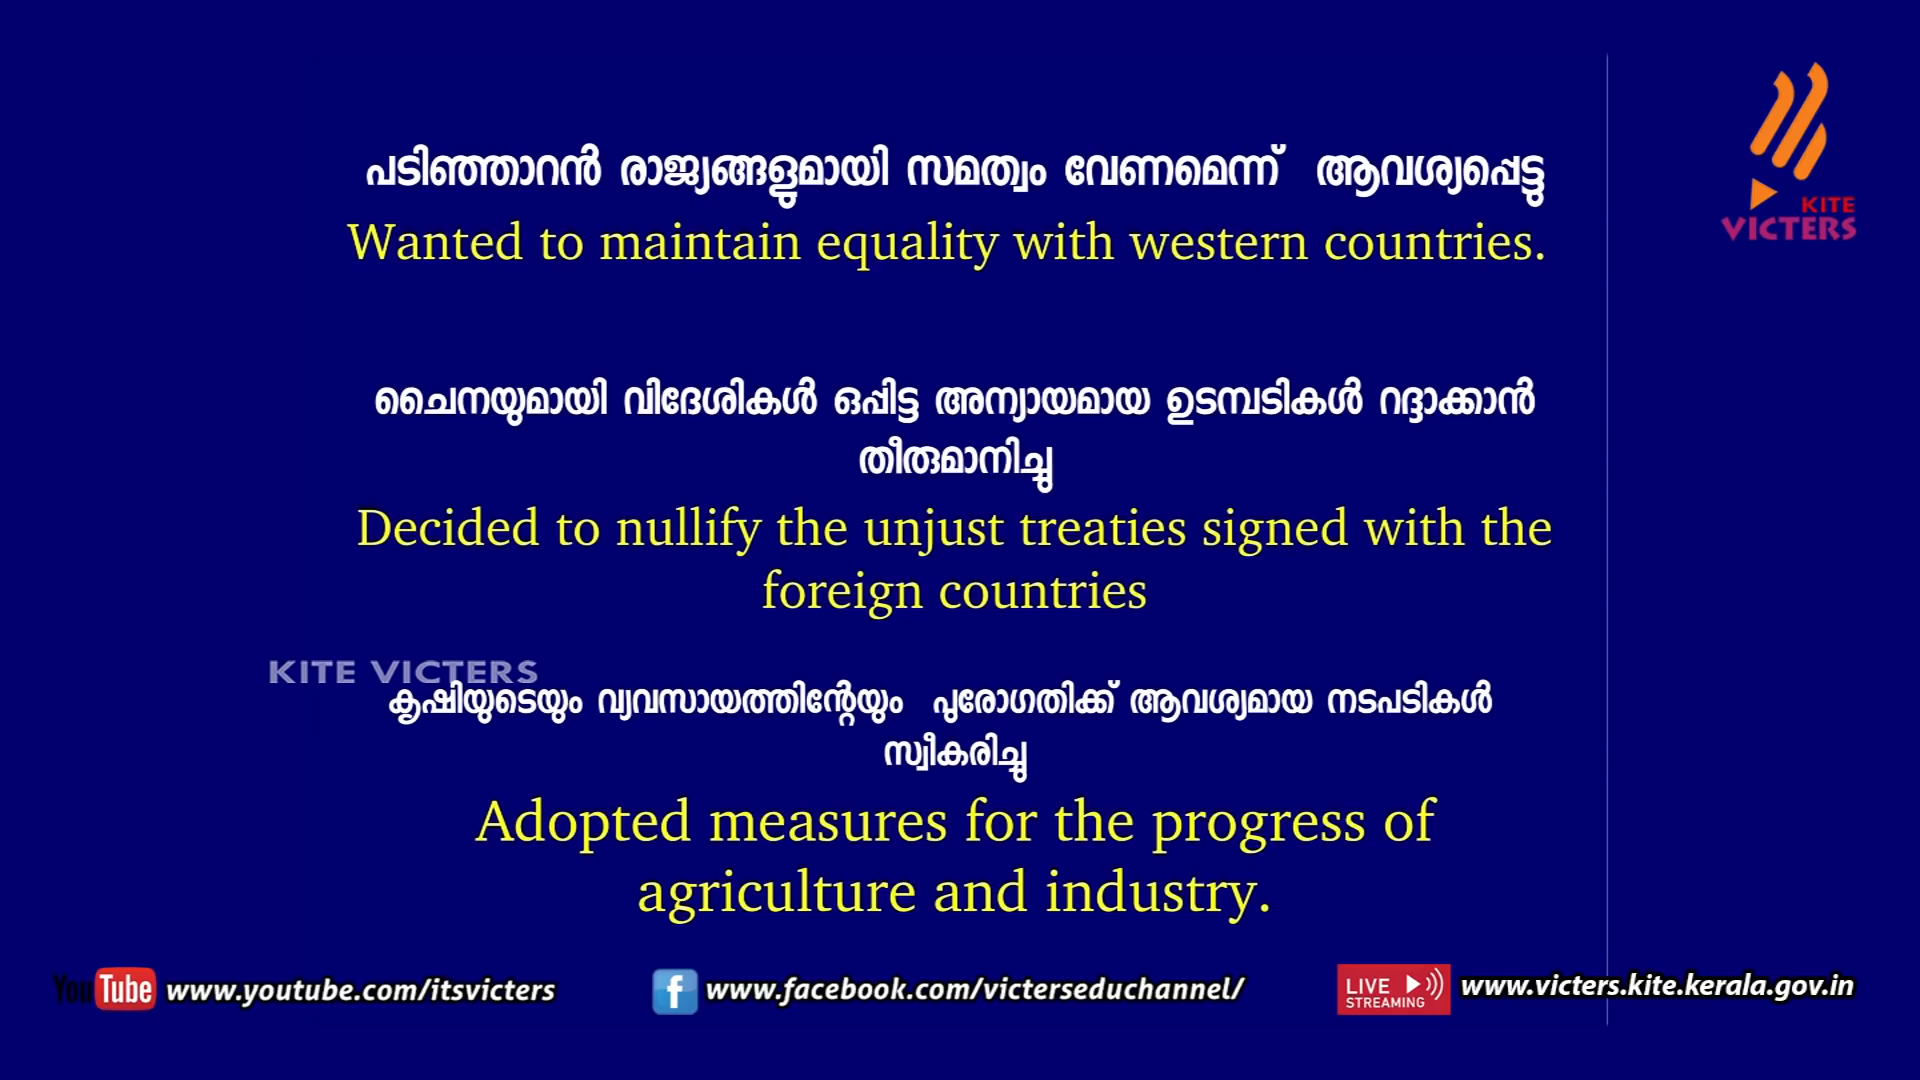 പടിഞ്ഞാറൻ രാജ്യങ്ങളുമായി സമത്വം വേണമെന്ന് ആവശ്യപ്പെട്ടു
Wanted to maintain equality with western countries.
KITE
VICTERS
ചൈനയുമായി വിദേശികൾ ഒപ്പിട്ട അന്യായമായ ഉടമ്പടികൾ റദ്ദാക്കാൻ
തീരുമാനിച്ചു
Decided to nullify the unjust treaties signed with the
foreign countries
KITE VICTERS
കൃഷിയുടെയും വ്യവസായത്തിന്റേയും പുരോഗതിക്ക് ആവശ്യമായ നടപടികൾ
സ്വീകരിച്ചു
Adopted measures for the progress of
agriculture and industry.
YouTube www.youtube.com/itsvicters
f www.facebook.com/victerseduchannel/
LIVE
STREAMING
www.victers.kite.kerala.gov.in